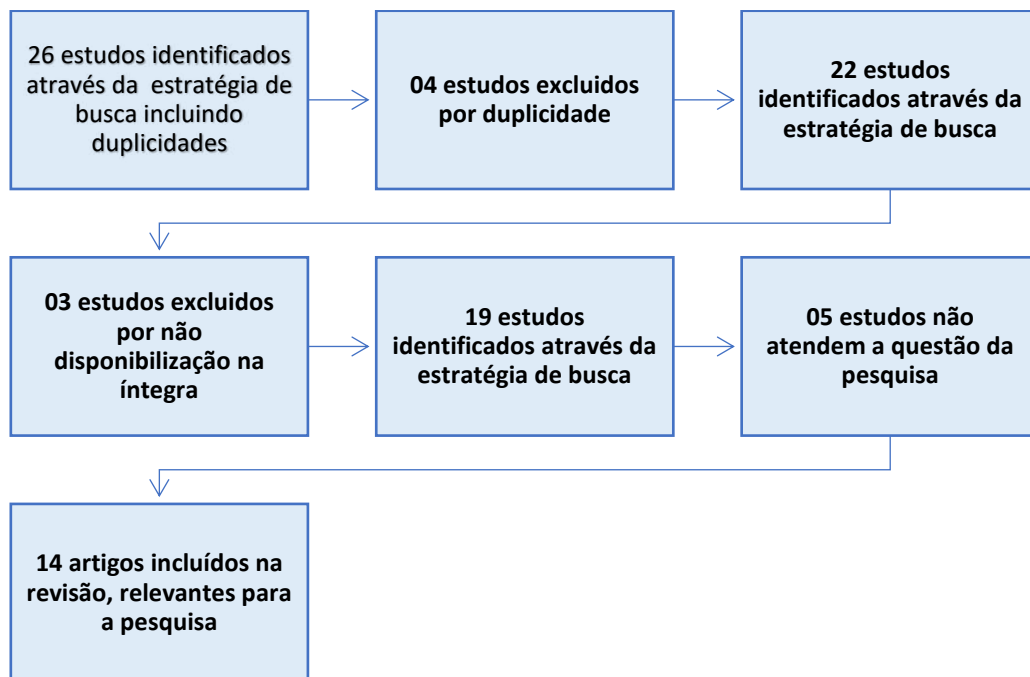 26 estudos identificados
através da estratégia de
busca incluindo
duplicidades
04 estudos excluidos
por duplicidade
22 estudos
identificados através da
estratégia de busca
03 estudos excluidos
por não
disponibilização na
íntegra
19 estudos
identificados através da
estratégia de busca
05 estudos não
atendem a questão da
pesquisa
14 artigos incluídos na
revisão, relevantes para
a pesquisa